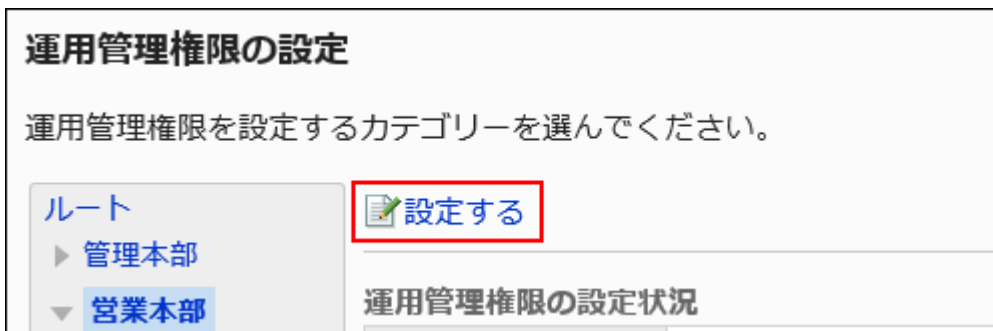 運用管理権限の設定
運用管理権限を設定するカテゴリーを選んでください。
ルート
管理本部
営業本部
設定する
運用管理権限の設定状況